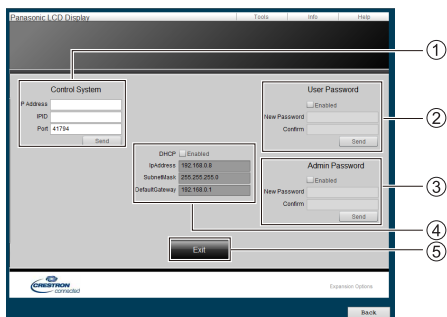 Panasonic LCD Display
Tools Info Help
Control System
P Address
IPID
Port 41794
Send
User Password
Enabled
New Password
Confirm
Send
DHCP Enabled
IpAddress 192.168.0.8
SubnetMask 255.255.255.0
DefaultGateway 192.168.0.1
Admin Password
Enabled
New Password
Confirm
Send
Exit
CRESTRON
connected
Expansion Options
Back
1
2
3
4
5